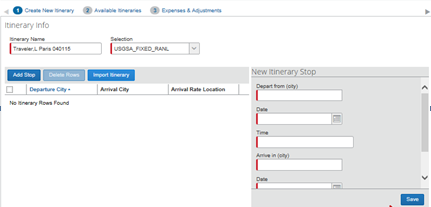 1 Create New Itinerary 2 Available Itineraries 3 Expenses & Adjustments
Itinerary Info
Itinerary Name Selection
Traveler,L Paris 040115 USGSA_FIXED_RANL
Add Stop Delete Rows Import Itinerary
Departure City Arrival City Arrival Rate Location
No Itinerary Rows Found
New Itinerary Stop
Depart from (city)
Date
Time
Arrive in (city)
Date
Save